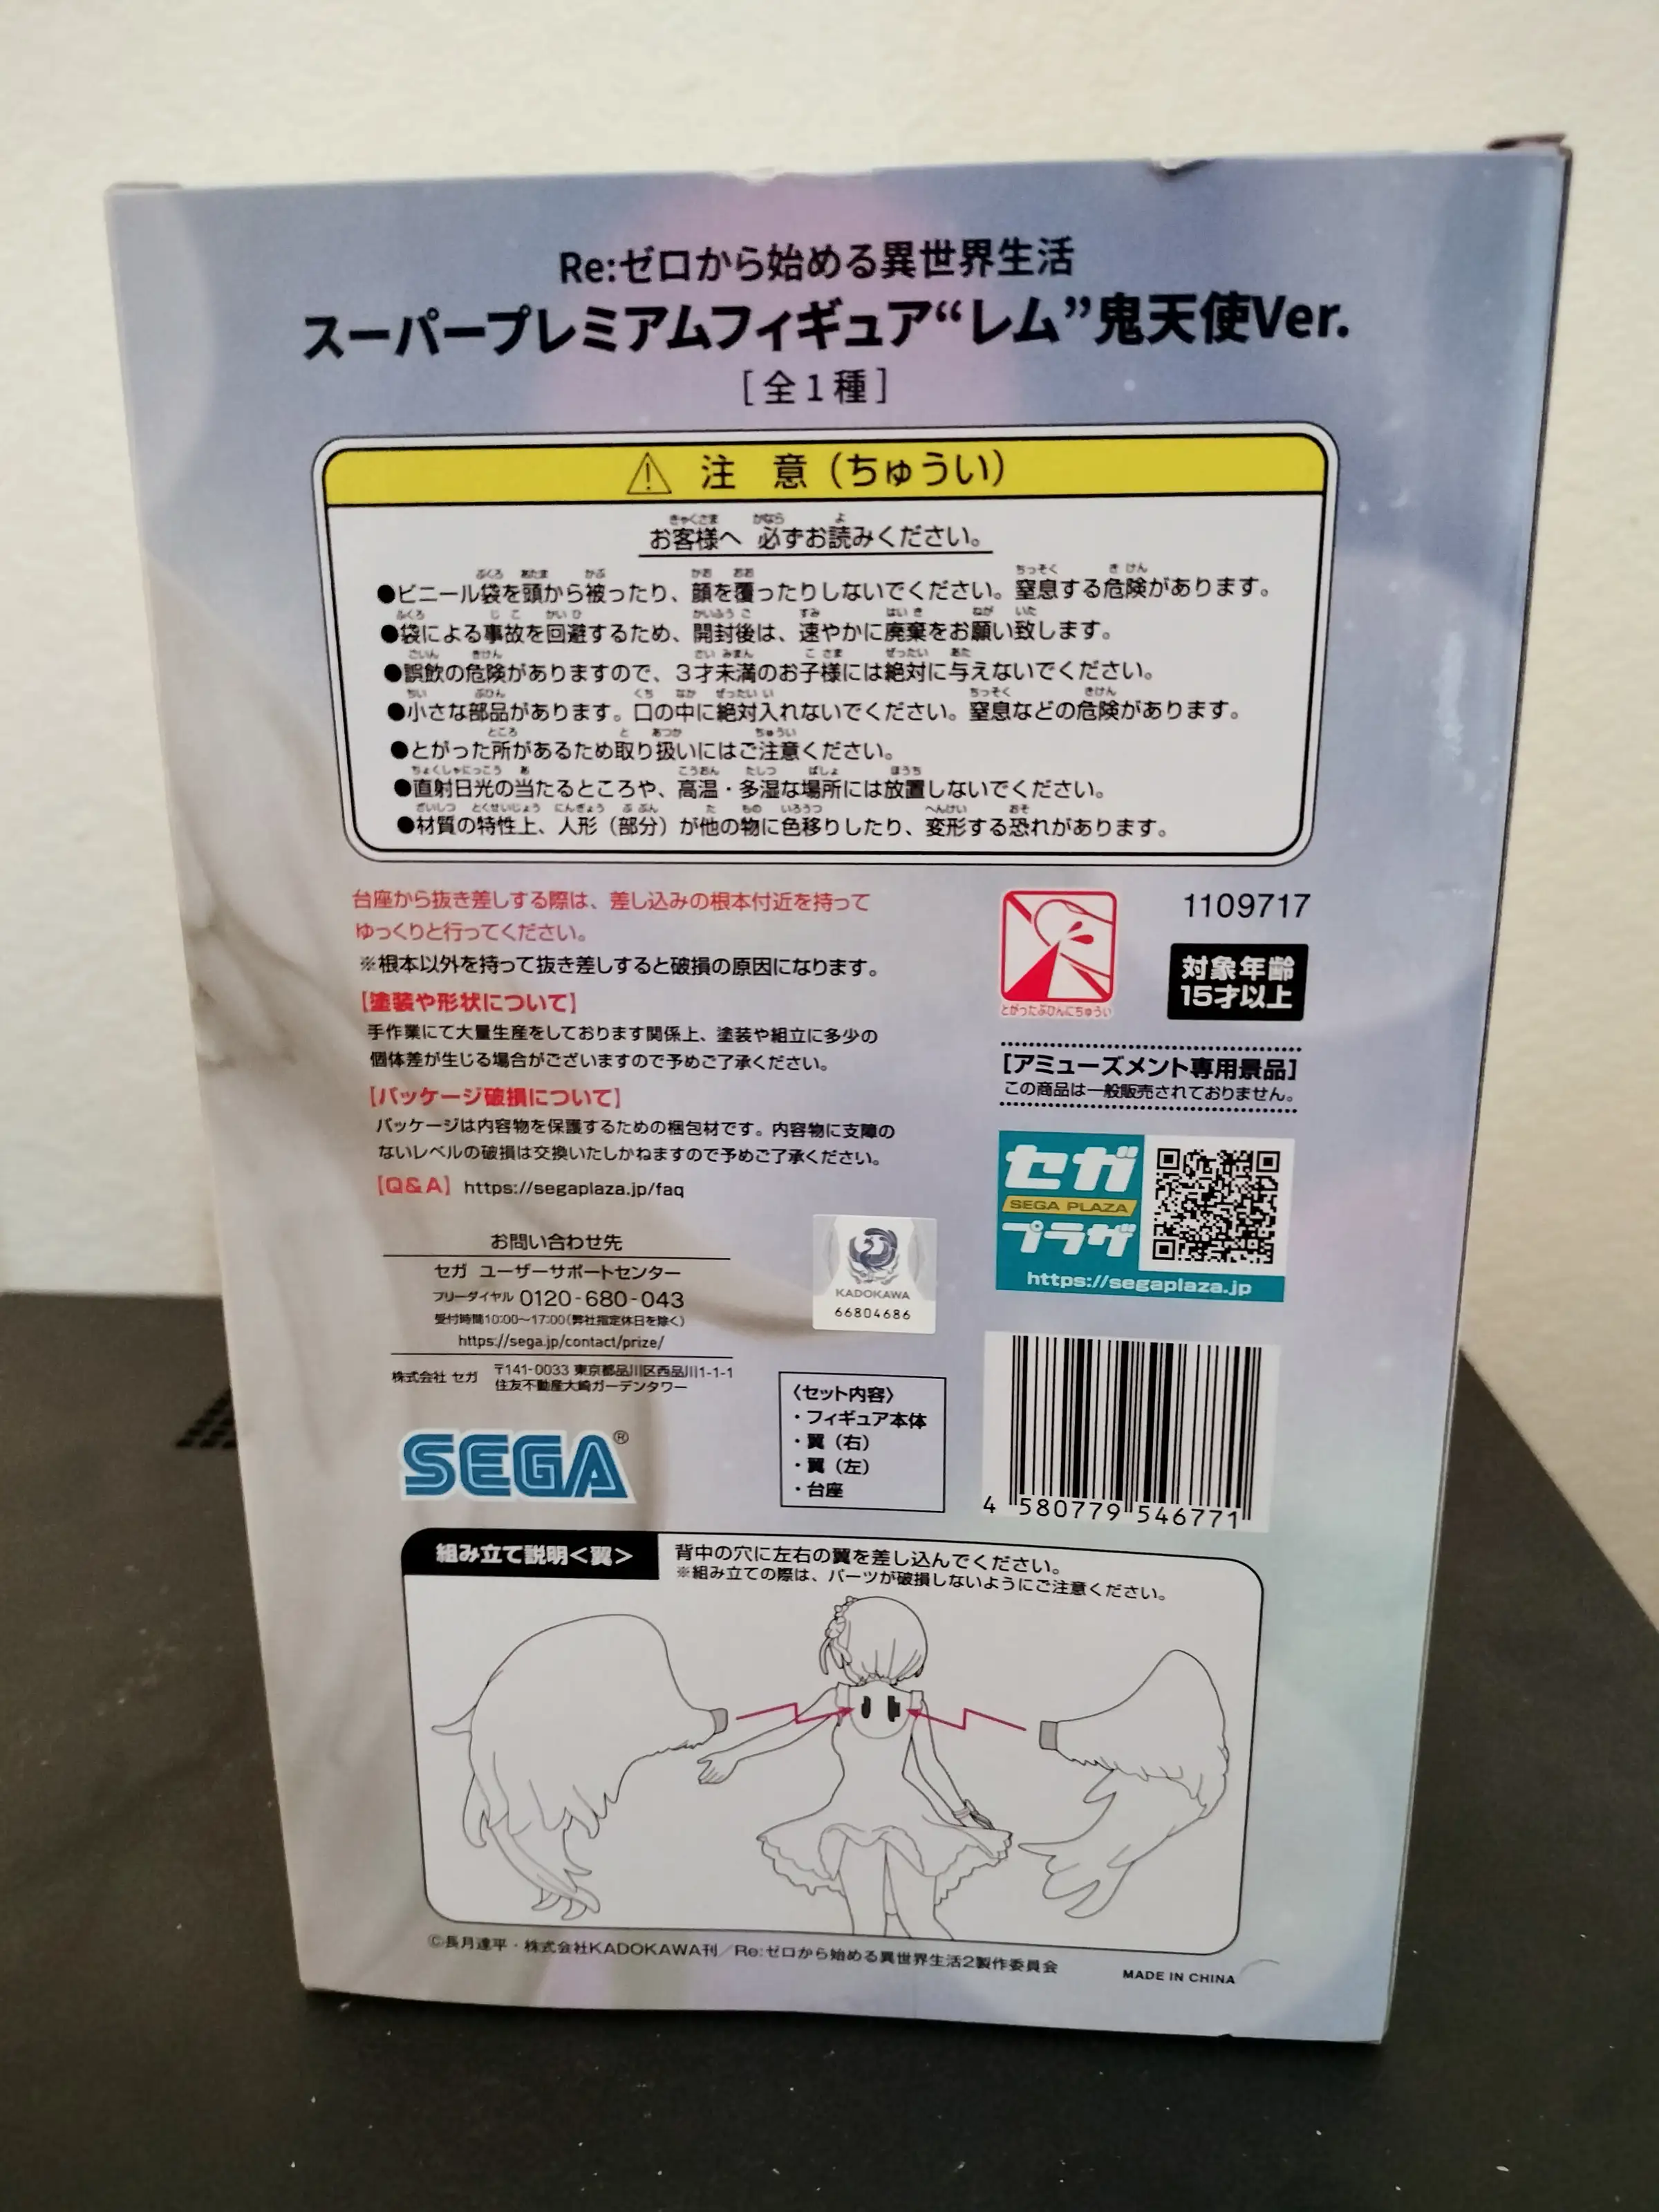 Re:ゼロから始める異世界生活
スーパープレミアムフィギュア“レム”鬼天使Ver.
[全1種]
注 意（ちゅうい）
お客様へ 必ずお読みください。
●ビニール袋を頭から被ったり、顔を覆ったりしないでください。窒息する危険があります。
●袋による事故を回避するため、開封後は、速やかに廃棄をお願い致します。
●誤飲の危険がありますので、3才未満のお子様には絶対に与えないでください。
●小さな部品があります。口の中に絶対入れないでください。窒息などの危険があります。
●とがった所があるため取り扱いにはご注意ください。
●直射日光の当たるところや、高温・多湿な場所には放置しないでください。
●材質の特性上、人形（部分）が他の物に色移りしたり、変形する恐れがあります。
台座から抜き差しする際は、差し込みの根本付近を持って
ゆっくりと行ってください。
※根本以外を持って抜き差しすると破損の原因になります。
【塗装や形状について】
手作業にて大量生産をしております関係上、塗装や組立に多少の
個体差が生じる場合がございますので予めご了承ください。
【パッケージ破損について】
パッケージは内容物を保護するための梱包材です。内容物に支障の
ないレベルの破損は交換いたしかねますので予めご了承ください。
【Q&A】https://segaplaza.jp/faq
お問い合わせ先
セガ ユーザーサポートセンター
フリーダイヤル 0120-680-043
受付時間10:00～17:00（弊社指定休日を除く）
https://sega.jp/contact/prize/
株式会社 セガ 〒141-0033 東京都品川区西品川1-1-1
住友不動産大崎ガーデンタワー
SEGA®
とがったぶひんにちゅうい
1109717
対象年齢
15才以上
[アミューズメント専用景品]
この商品は一般販売されておりません。
セガ
SEGA PLAZA
プラザ
https://segaplaza.jp
KADOKAWA
66804686
〈セット内容〉
・フィギュア本体
・翼（右）
・翼（左）
・台座
4 580779 546771
組み立て説明＜翼＞
背中の穴に左右の翼を差し込んでください。
※組み立ての際は、パーツが破損しないようにご注意ください。
©長月達平・株式会社KADOKAWA刊／Re:ゼロから始める異世界生活2製作委員会
MADE IN CHINA